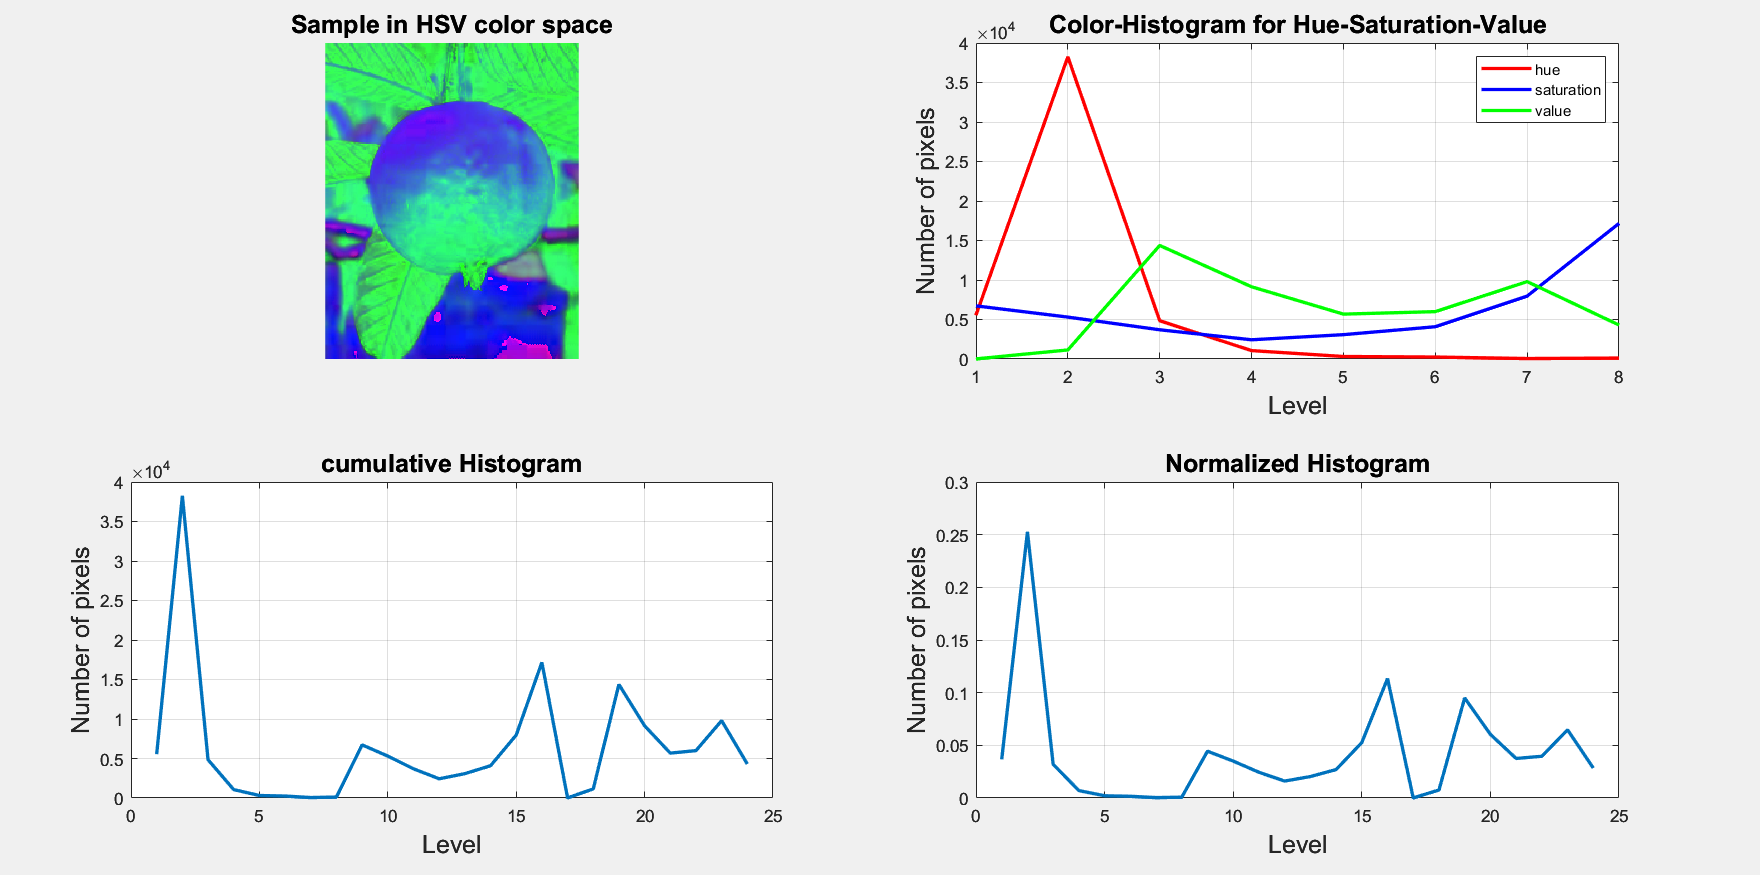 Sample in HSV color space
Color-Histogram for Hue-Saturation-Value
×10⁴
4
3.5
3
2.5
2
1.5
1
0.5
0
Number of pixels
hue
saturation
value
1 2 3 4 5 6 7 8
Level
cumulative Histogram
×10⁴
4
3.5
3
2.5
2
1.5
1
0.5
0
Number of pixels
0 5 10 15 20 25
Level
Normalized Histogram
0.3
0.25
0.2
0.15
0.1
0.05
0
Number of pixels
0 5 10 15 20 25
Level